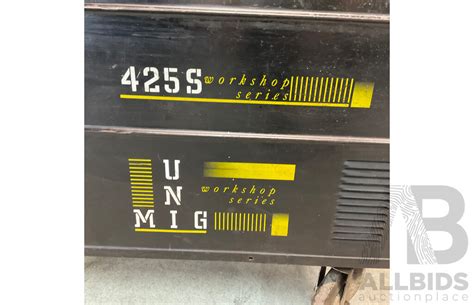 425S workshop
series
U
N workshop
series
MIG
ALLBIDS
auctionplace